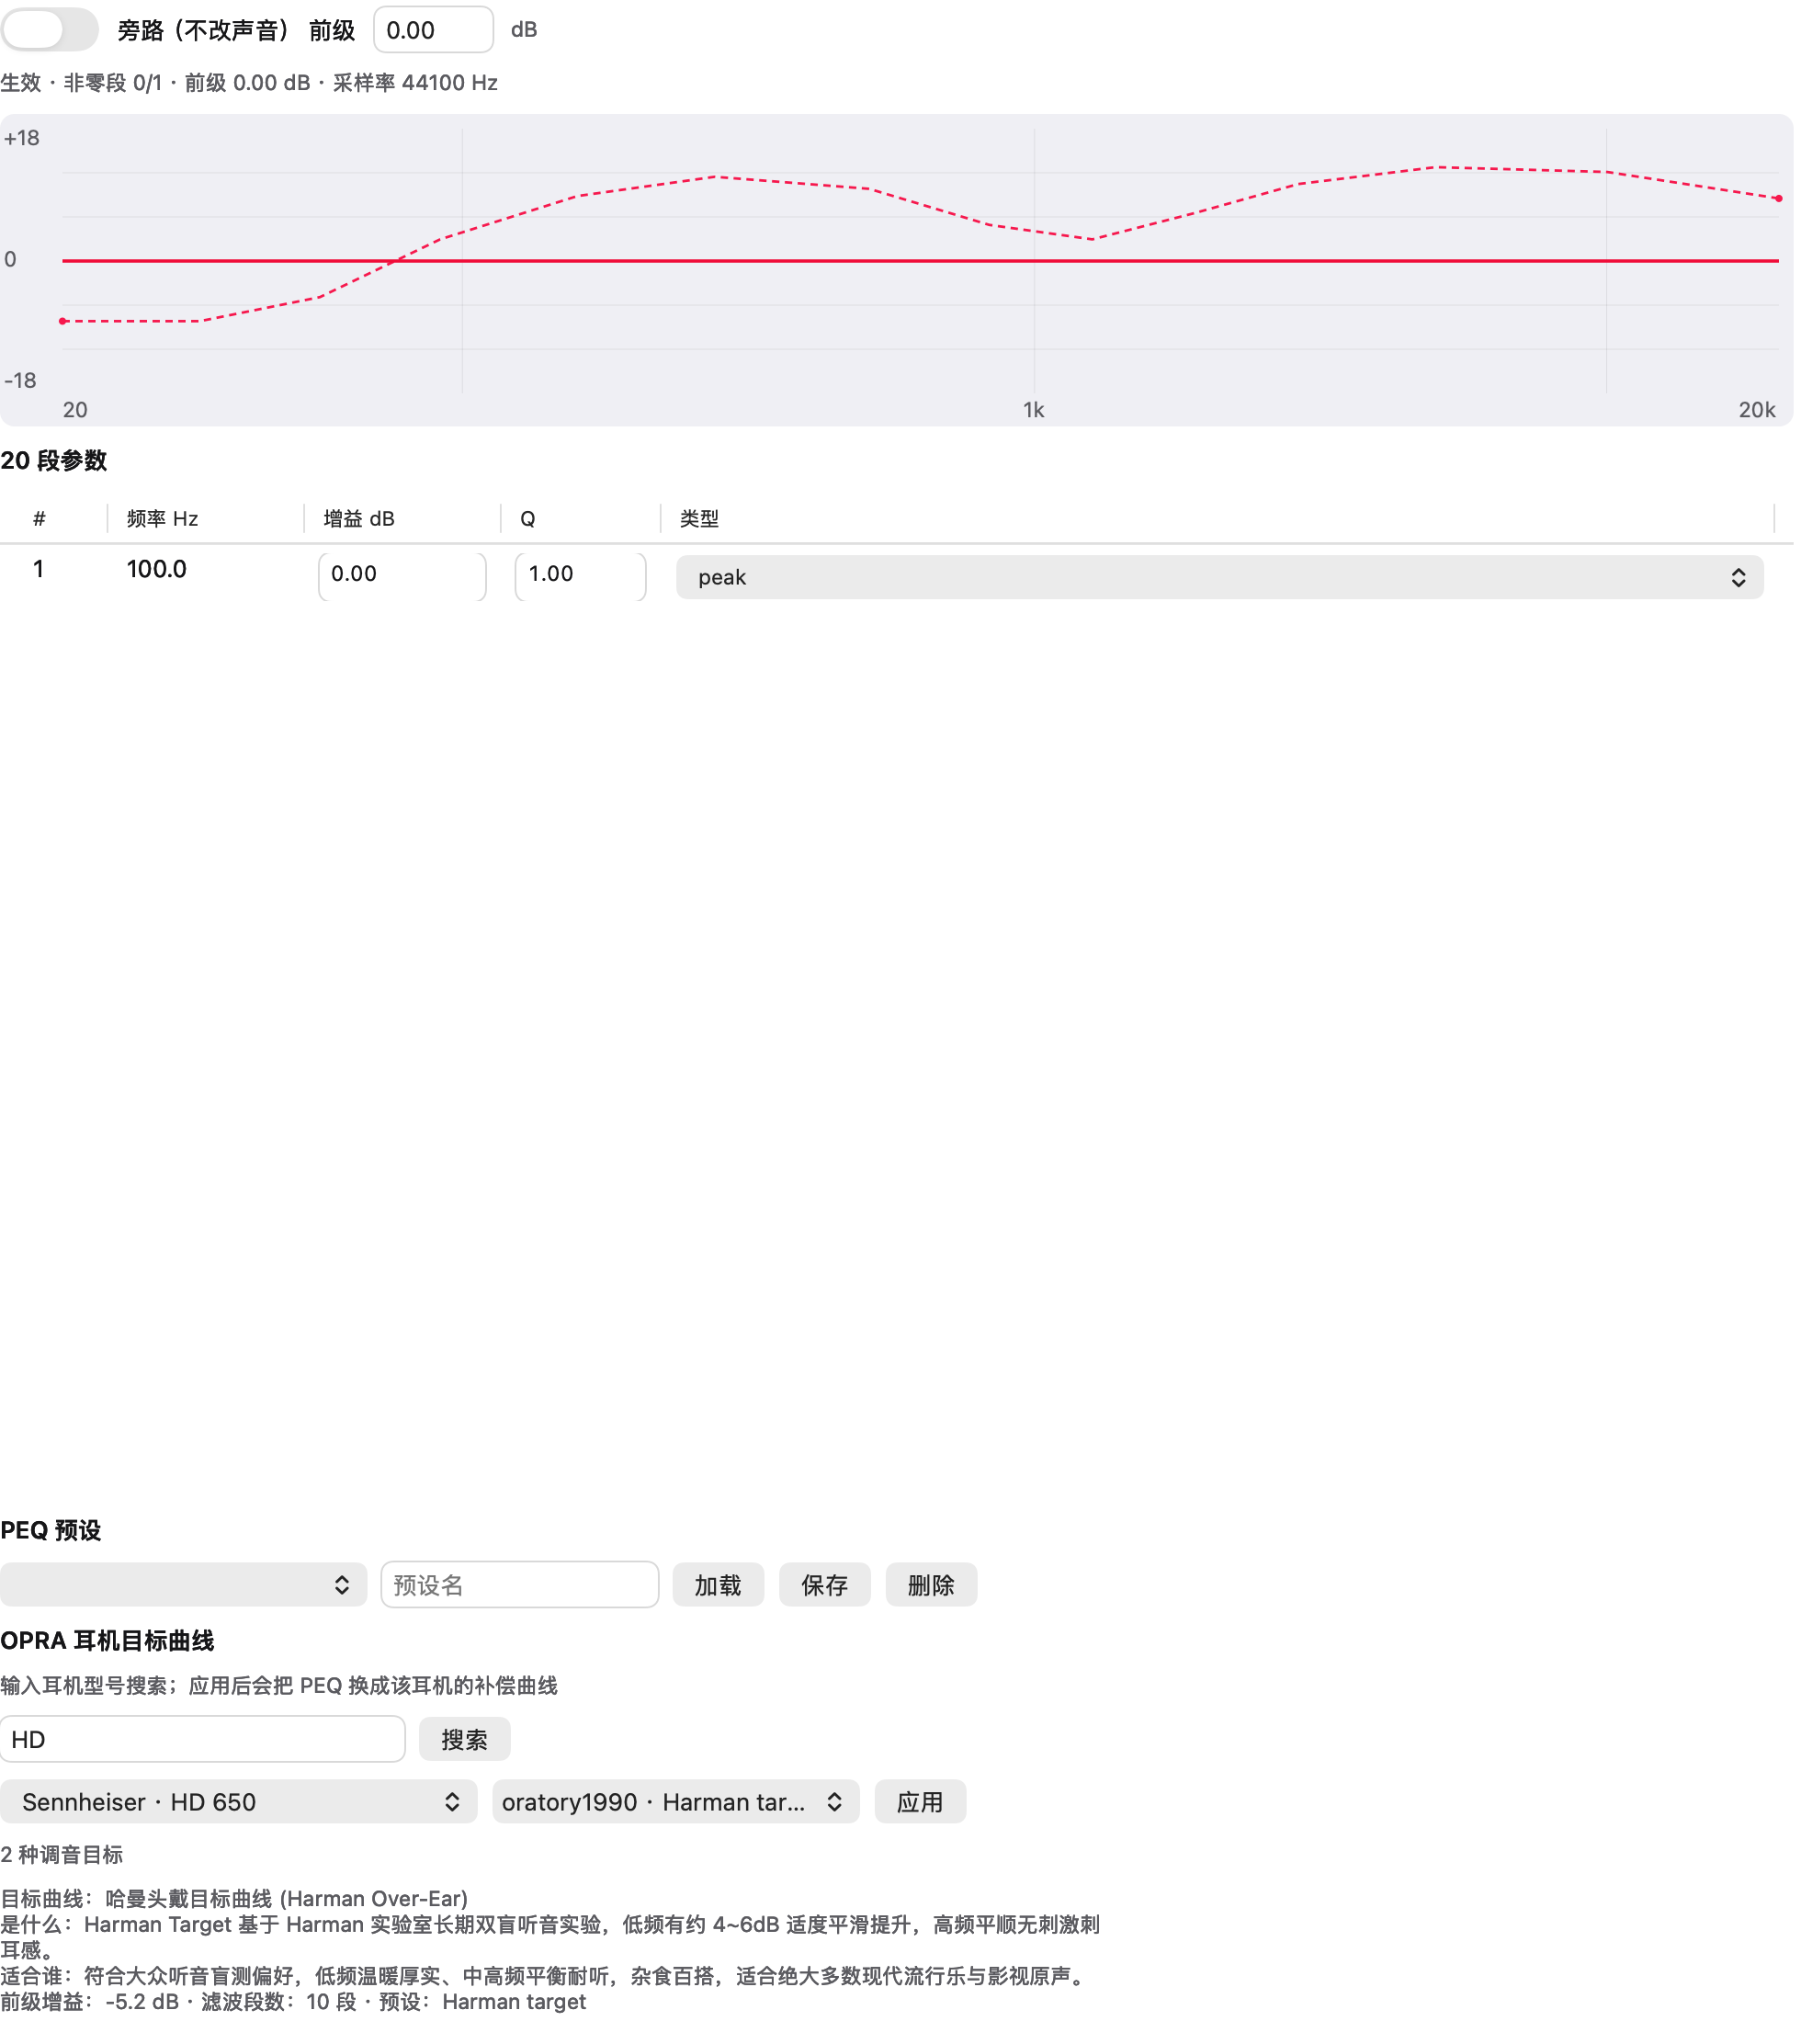 旁路（不改声音） 前级 0.00 dB
生效 · 非零段 0/1 · 前级 0.00 dB · 采样率 44100 Hz
+18
0
-18
20 1k 20k
20 段参数
# 频率 Hz 增益 dB Q 类型
1 100.0 0.00 1.00 peak
PEQ 预设
预设名 加载 保存 删除
OPRA 耳机目标曲线
输入耳机型号搜索；应用后会把 PEQ 换成该耳机的补偿曲线
HD 搜索
Sennheiser · HD 650 oratory1990 · Harman tar... 应用
2 种调音目标
目标曲线：哈曼头戴目标曲线 (Harman Over-Ear)
是什么：Harman Target 基于 Harman 实验室长期双盲听音实验，低频有约 4~6dB 适度平滑提升，高频平顺无刺激刺
耳感。
适合谁：符合大众听音盲测偏好，低频温暖厚实、中高频平衡耐听，杂食百搭，适合绝大多数现代流行乐与影视原声。
前级增益：-5.2 dB · 滤波段数：10 段 · 预设：Harman target